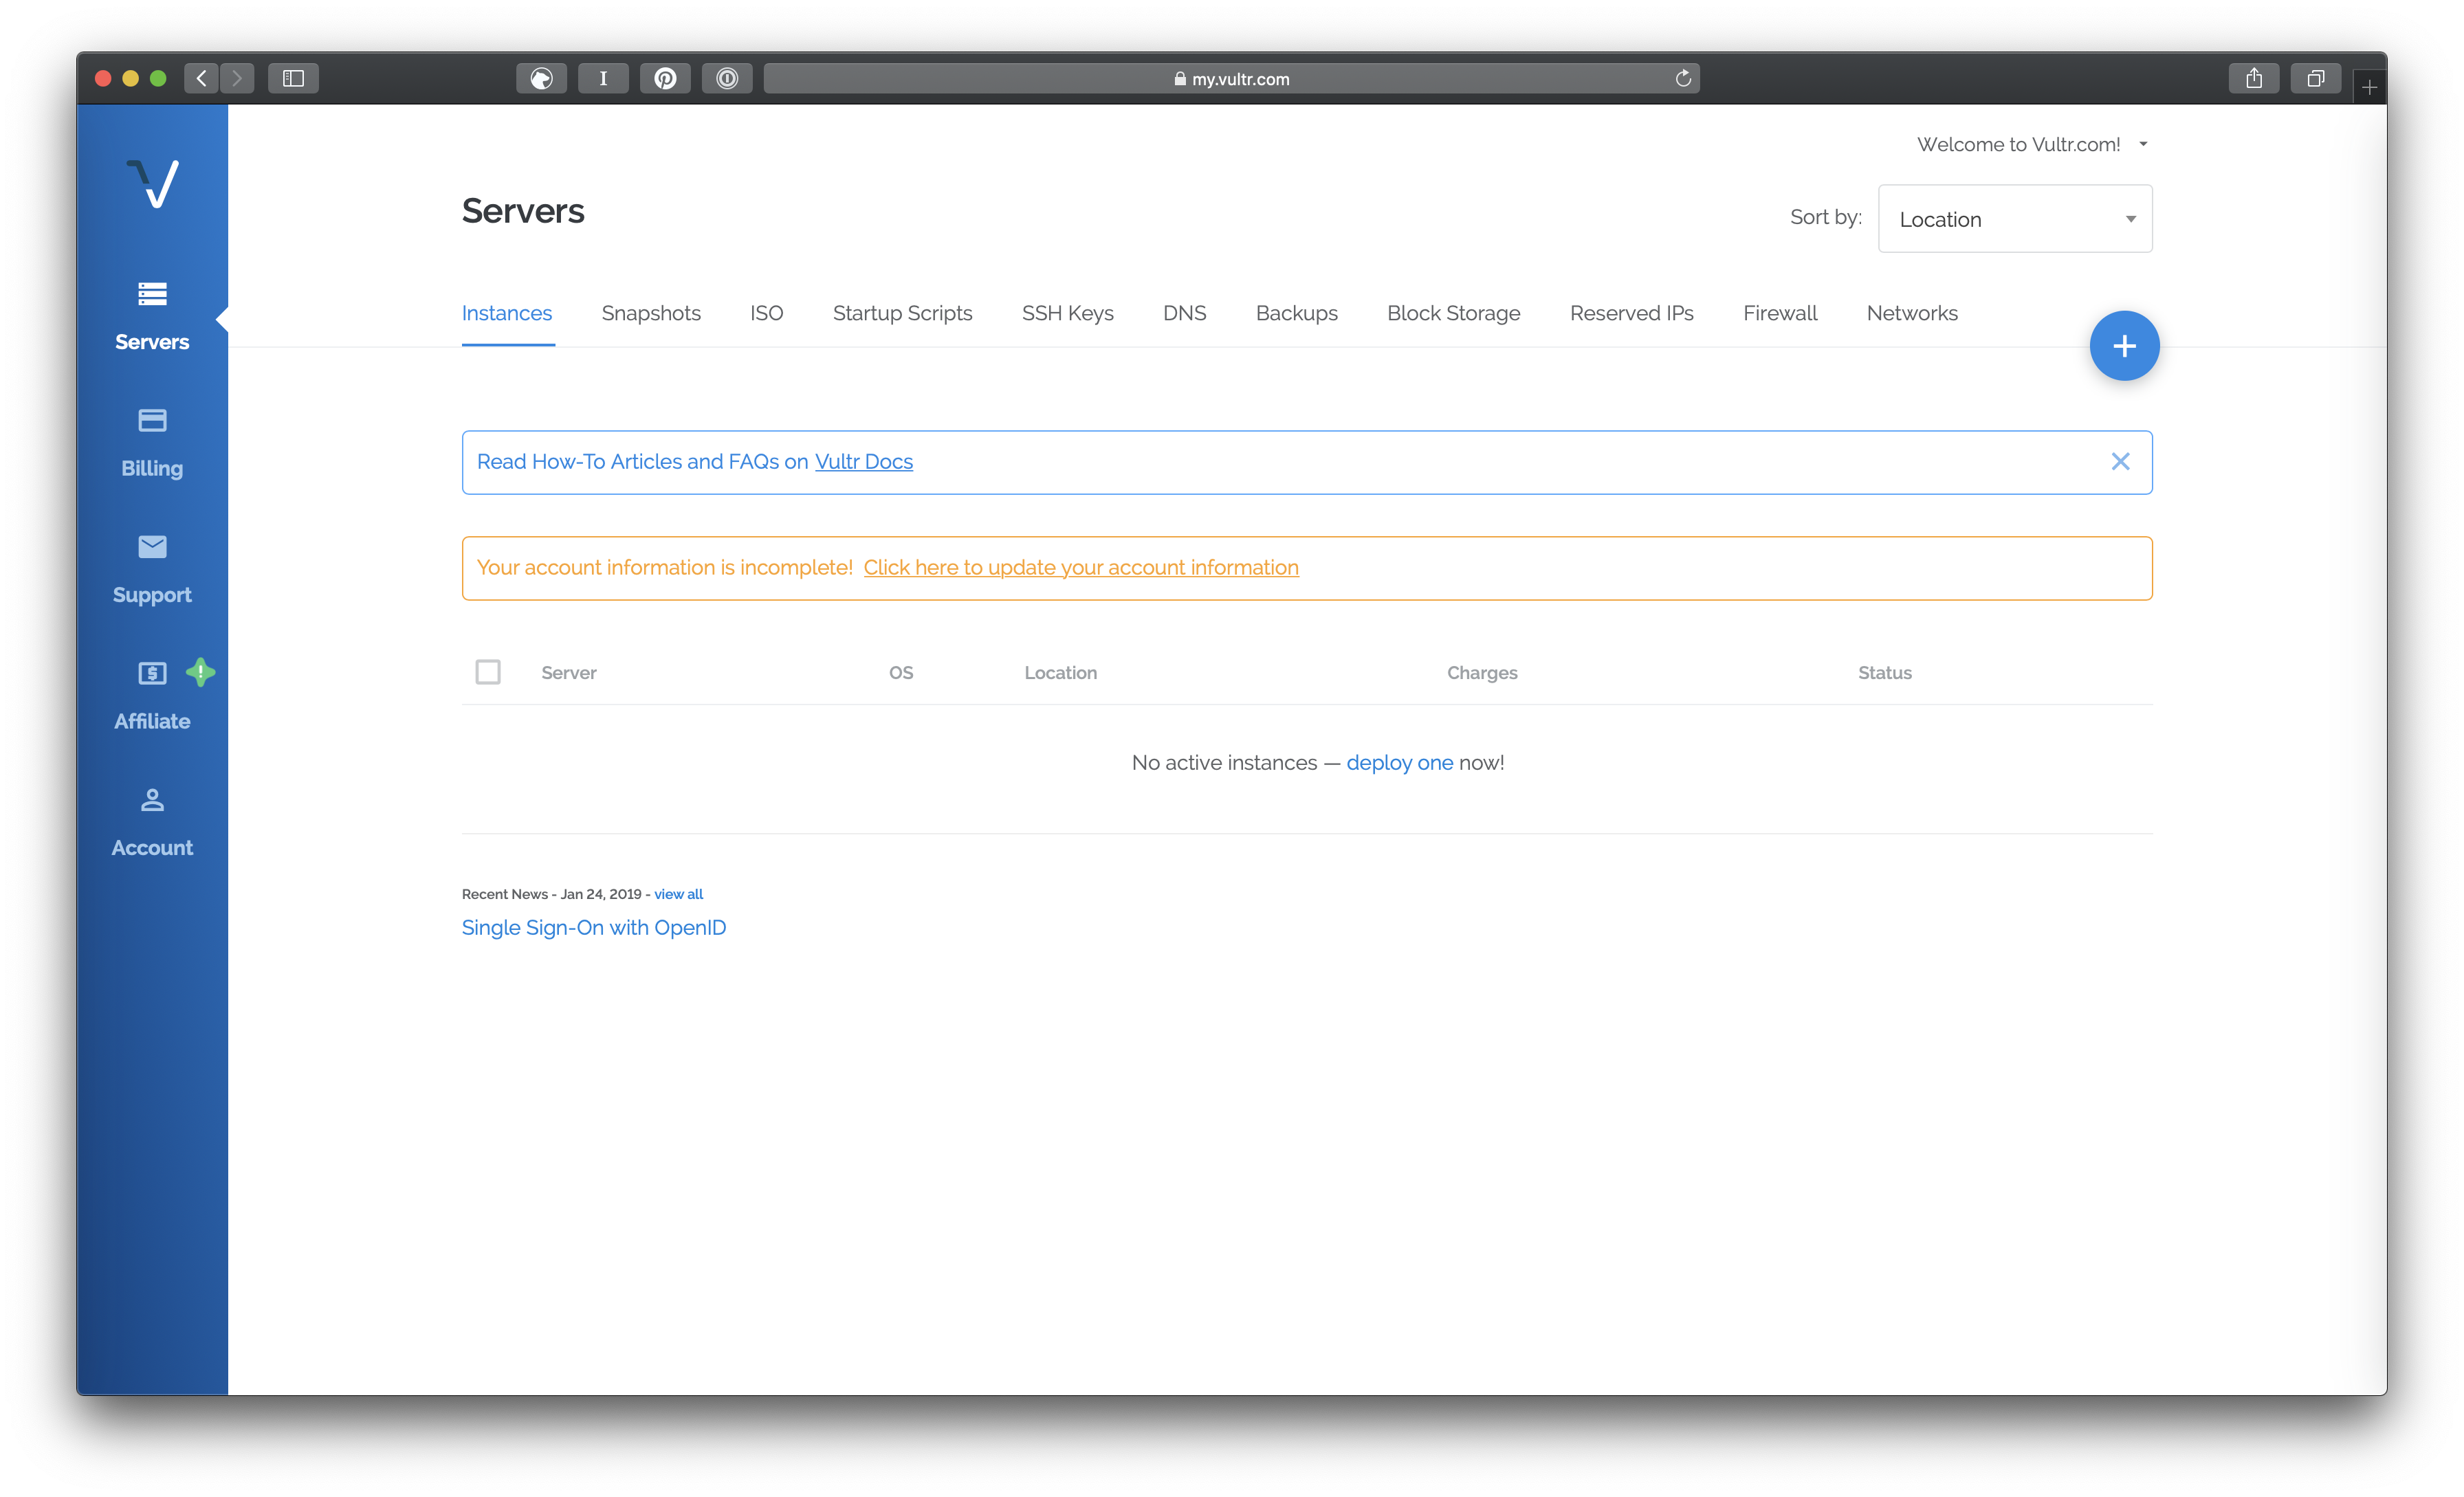 my.vultr.com
Welcome to Vultr.com!
Servers
Sort by: Location
Instances Snapshots ISO Startup Scripts SSH Keys DNS Backups Block Storage Reserved IPs Firewall Networks
Servers
Billing
Support
Affiliate
Account
Read How-To Articles and FAQs on Vultr Docs
Your account information is incomplete! Click here to update your account information
Server OS Location Charges Status
No active instances — deploy one now!
Recent News - Jan 24, 2019 - view all
Single Sign-On with OpenID